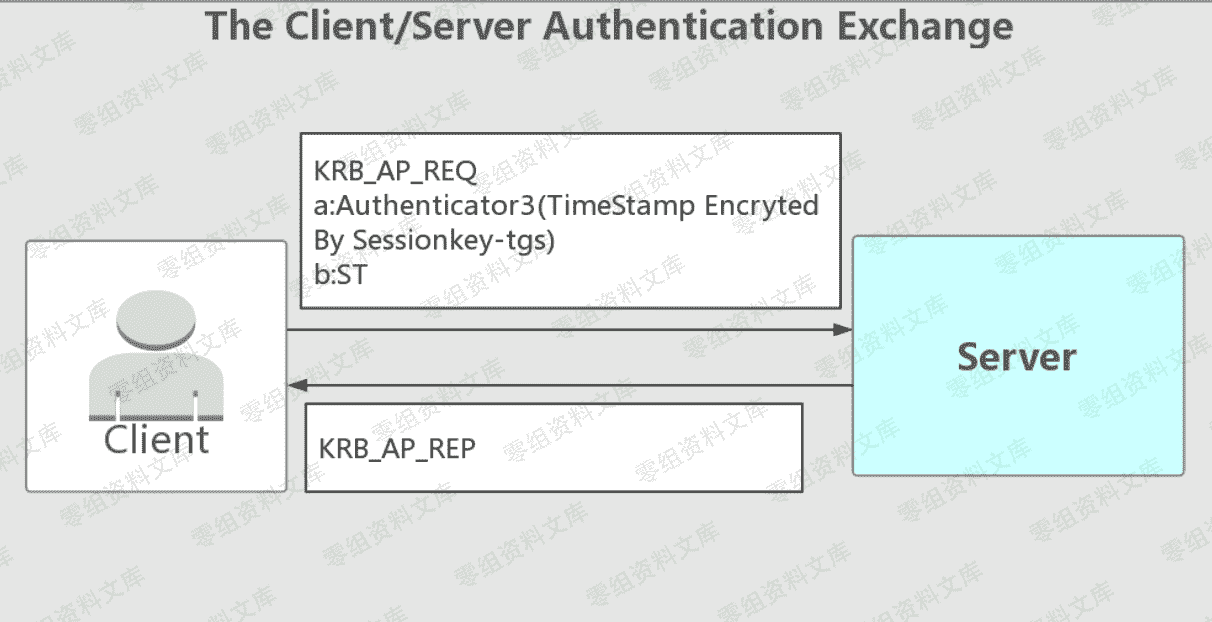 The Client/Server Authentication Exchange
KRB_AP_REQ
a:Authenticator3(TimeStamp Encryted
By Sessionkey-tgs)
b:ST
Client
Server
KRB_AP_REP
零组资料文库